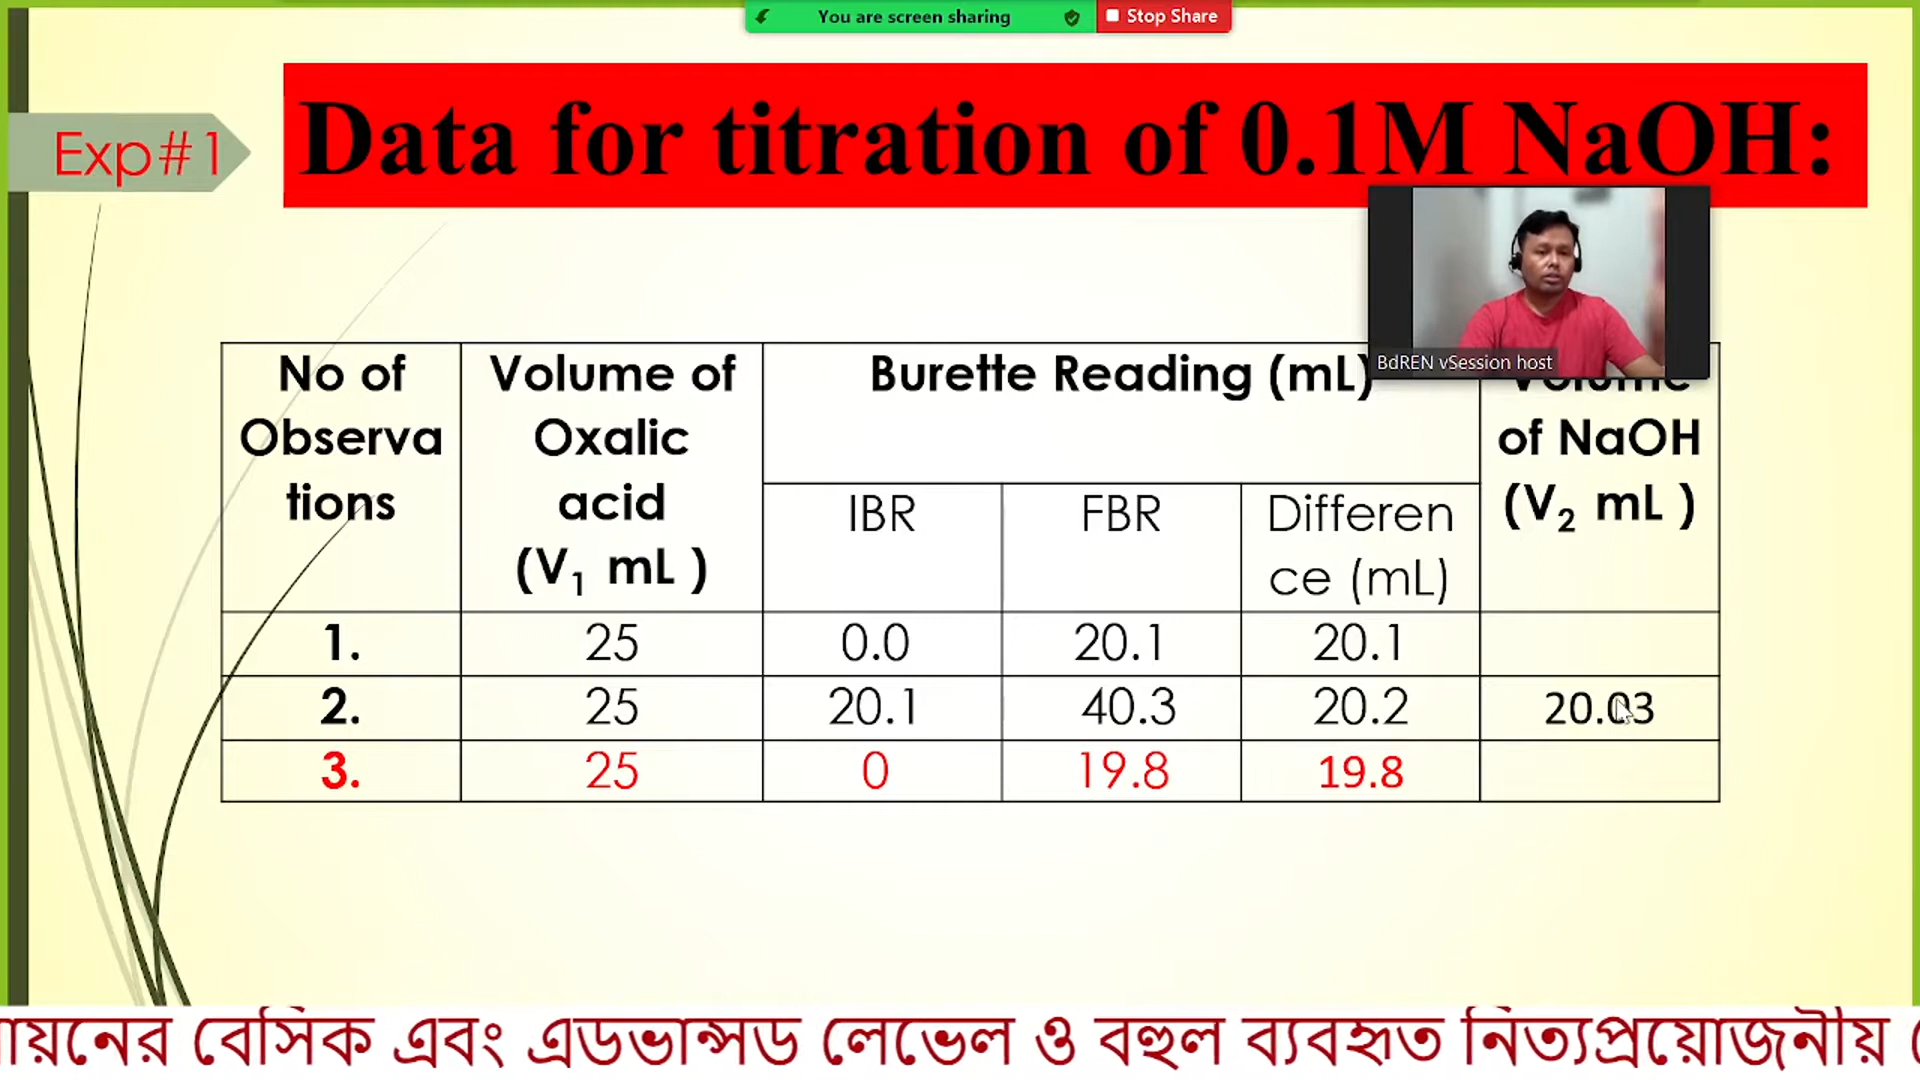 You are screen sharing
Stop Share
Exp#1
Data for titration of 0.1M NaOH:
BdREN vSession host
No of Observa tions
Volume of Oxalic acid (V₁ mL )
Burette Reading (mL)
Volume of NaOH (V₂ mL )
IBR
FBR
Differen ce (mL)
1. 25 0.0 20.1 20.1
2. 25 20.1 40.3 20.2 20.03
3. 25 0 19.8 19.8
বেসিক এবং এডভান্সড লেভেল ও বহুল ব্যবহৃত নিত্যপ্রয়োজনীয়